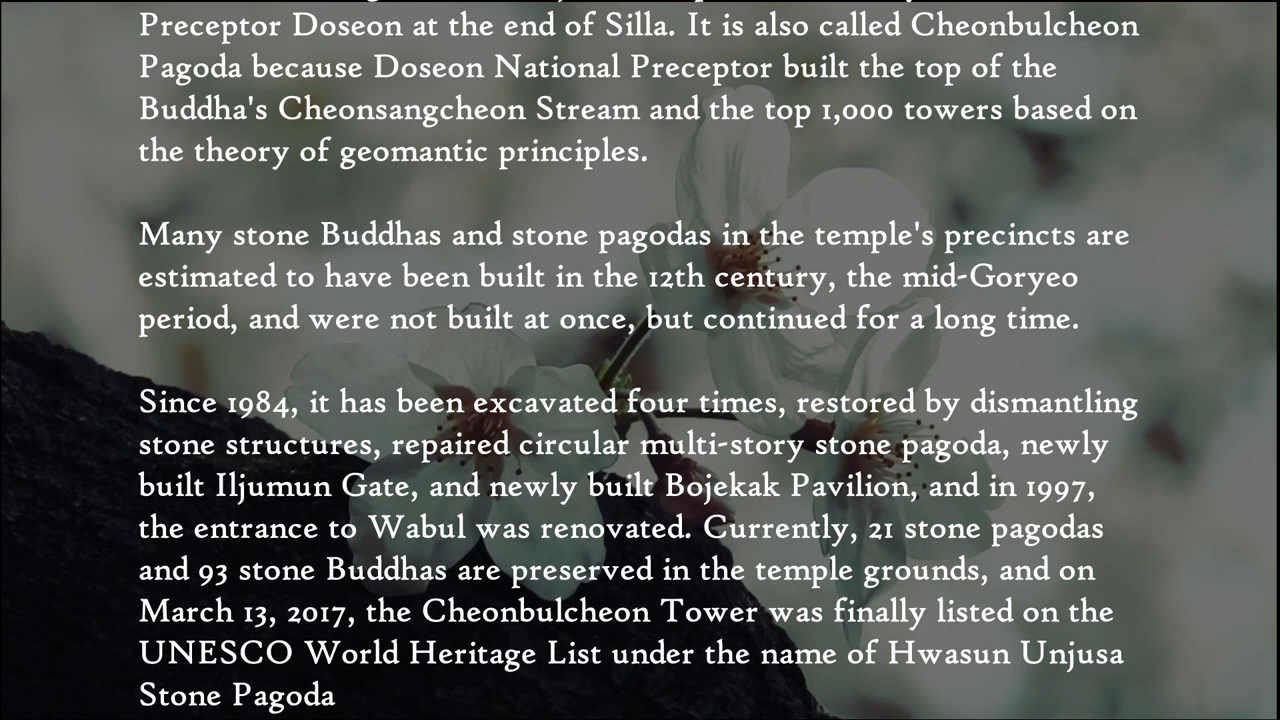 Preceptor Doseon at the end of Silla. It is also called Cheonbulcheon
Pagoda because Doseon National Preceptor built the top of the
Buddha's Cheonsangcheon Stream and the top 1,000 towers based on
the theory of geomantic principles.
Many stone Buddhas and stone pagodas in the temple's precincts are
estimated to have been built in the 12th century, the mid-Goryeo
period, and were not built at once, but continued for a long time.
Since 1984, it has been excavated four times, restored by dismantling
stone structures, repaired circular multi-story stone pagoda, newly
built Iljumun Gate, and newly built Bojekak Pavilion, and in 1997,
the entrance to Wabul was renovated. Currently, 21 stone pagodas
and 93 stone Buddhas are preserved in the temple grounds, and on
March 13, 2017, the Cheonbulcheon Tower was finally listed on the
UNESCO World Heritage List under the name of Hwasun Unjusa
Stone Pagoda